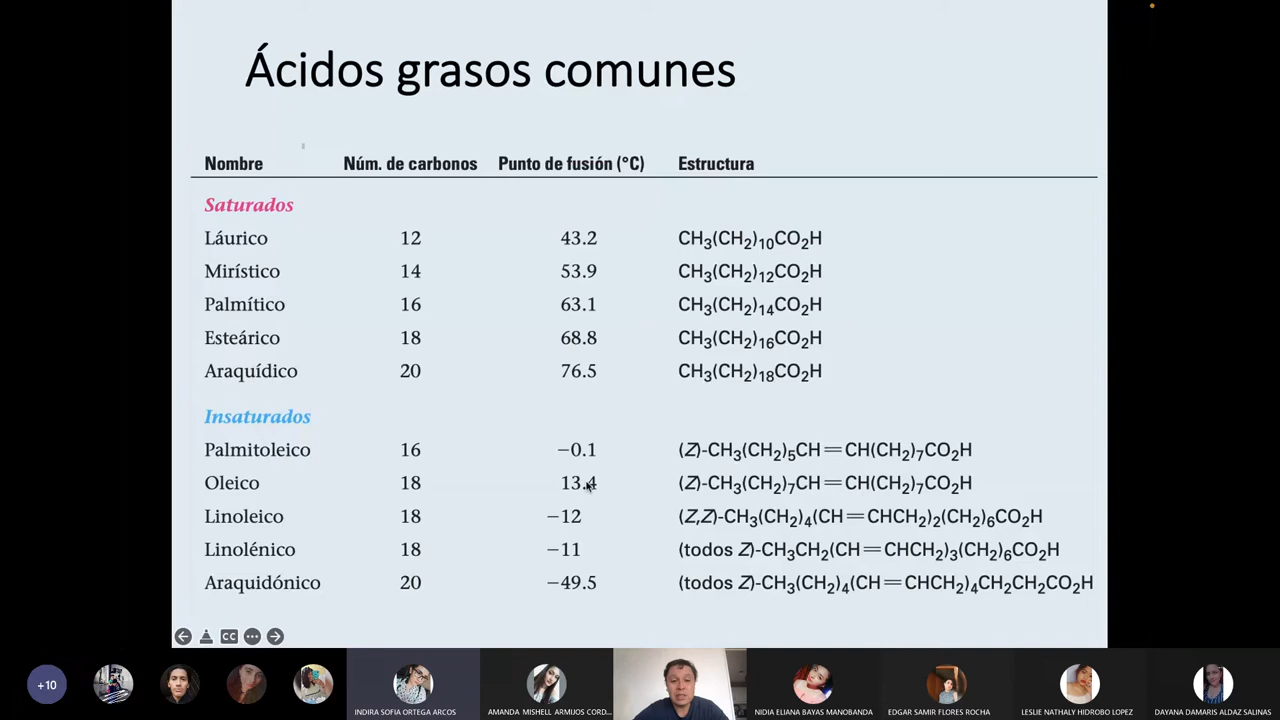 Ácidos grasos comunes
Nombre Núm. de carbonos Punto de fusión (°C) Estructura
Saturados
Láurico 12 43.2 CH₃(CH₂)₁₀CO₂H
Mirístico 14 53.9 CH₃(CH₂)₁₂CO₂H
Palmítico 16 63.1 CH₃(CH₂)₁₄CO₂H
Esteárico 18 68.8 CH₃(CH₂)₁₆CO₂H
Araquídico 20 76.5 CH₃(CH₂)₁₈CO₂H
Insaturados
Palmitoleico 16 −0.1 (Z)-CH₃(CH₂)₅CH=CH(CH₂)₇CO₂H
Oleico 18 13.4 (Z)-CH₃(CH₂)₇CH=CH(CH₂)₇CO₂H
Linoleico 18 −12 (Z,Z)-CH₃(CH₂)₄(CH=CHCH₂)₂(CH₂)₆CO₂H
Linolénico 18 −11 (todos Z)-CH₃CH₂(CH=CHCH₂)₃(CH₂)₆CO₂H
Araquidónico 20 −49.5 (todos Z)-CH₃(CH₂)₄(CH=CHCH₂)₄CH₂CH₂CO₂H
CC
+10
INDIRA SOFIA ORTEGA ARCOS
AMANDA MISHELL ARMIJOS CORD...
NIDIA ELIANA BAYAS MANOBANDA
EDGAR SAMIR FLORES ROCHA
LESLIE NATHALY HIDROBO LOPEZ
DAYANA DAMARIS ALDAZ SALINAS